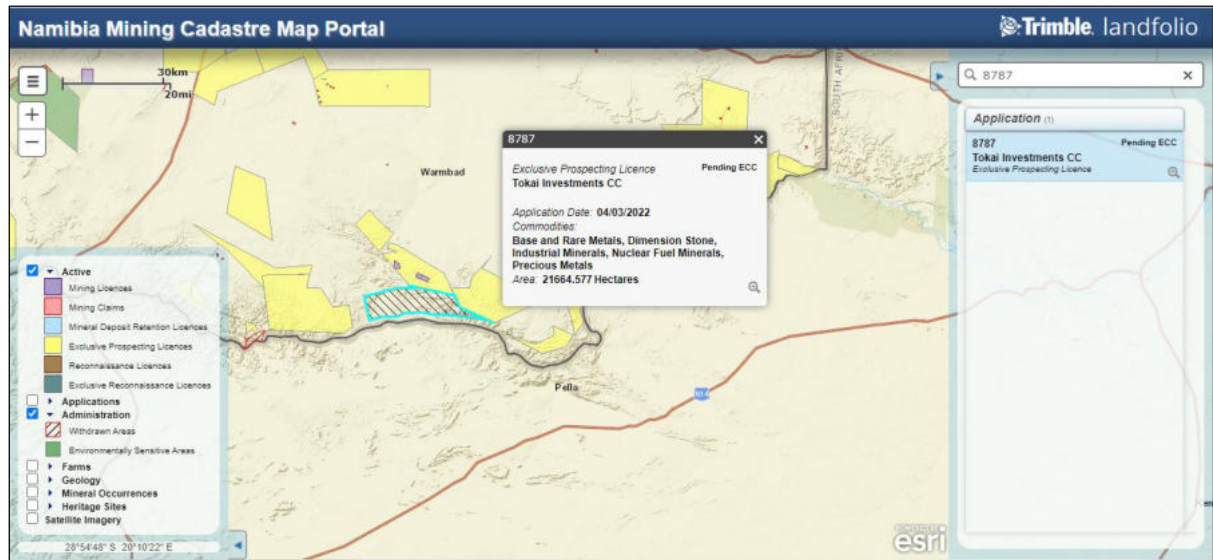 Namibia Mining Cadastre Map Portal
Trimble. landfolio
30km
20mi
SOUTH AFRI
8787
Application (1)
8787 Pending ECC
Tokai Investments CC
Exclusive Prospecting Licence
8787
Exclusive Prospecting Licence Pending ECC
Tokai Investments CC
Application Date: 04/03/2022
Commodities:
Base and Rare Metals, Dimension Stone,
Industrial Minerals, Nuclear Fuel Minerals,
Precious Metals
Area: 21664.577 Hectares
Warmbad
Pella
N14
Active
Mining Licences
Mining Claims
Mineral Deposit Retention Licences
Exclusive Prospecting Licences
Reconnaissance Licences
Exclusive Reconnaissance Licences
Applications
Administration
Withdrawn Areas
Environmentally Sensitive Areas
Farms
Geology
Mineral Occurrences
Heritage Sites
Satellite Imagery
28°54'48" S 20°10'22" E
esri